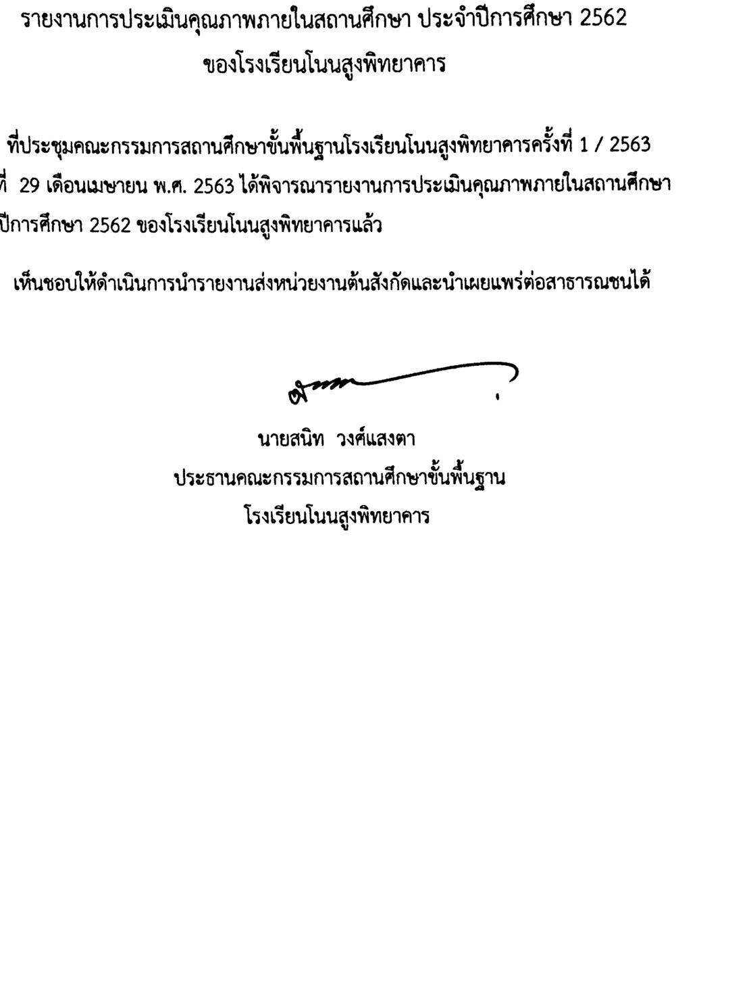 รายงานการประเมินคุณภาพภายในสถานศึกษา ประจำปีการศึกษา 2562
ของโรงเรียนโนนสูงพิทยาคาร
ที่ประชุมคณะกรรมการสถานศึกษาขั้นพื้นฐานโรงเรียนโนนสูงพิทยาคารครั้งที่ 1 / 2563
ที่ 29 เดือนเมษายน พ.ศ. 2563 ได้พิจารณารายงานการประเมินคุณภาพภายในสถานศึกษา
ปีการศึกษา 2562 ของโรงเรียนโนนสูงพิทยาคารแล้ว
เห็นชอบให้ดำเนินการนำรายงานส่งหน่วยงานต้นสังกัดและนำเผยแพร่ต่อสาธารณชนได้
นายสนิท วงศ์แสงตา
ประธานคณะกรรมการสถานศึกษาขั้นพื้นฐาน
โรงเรียนโนนสูงพิทยาคาร